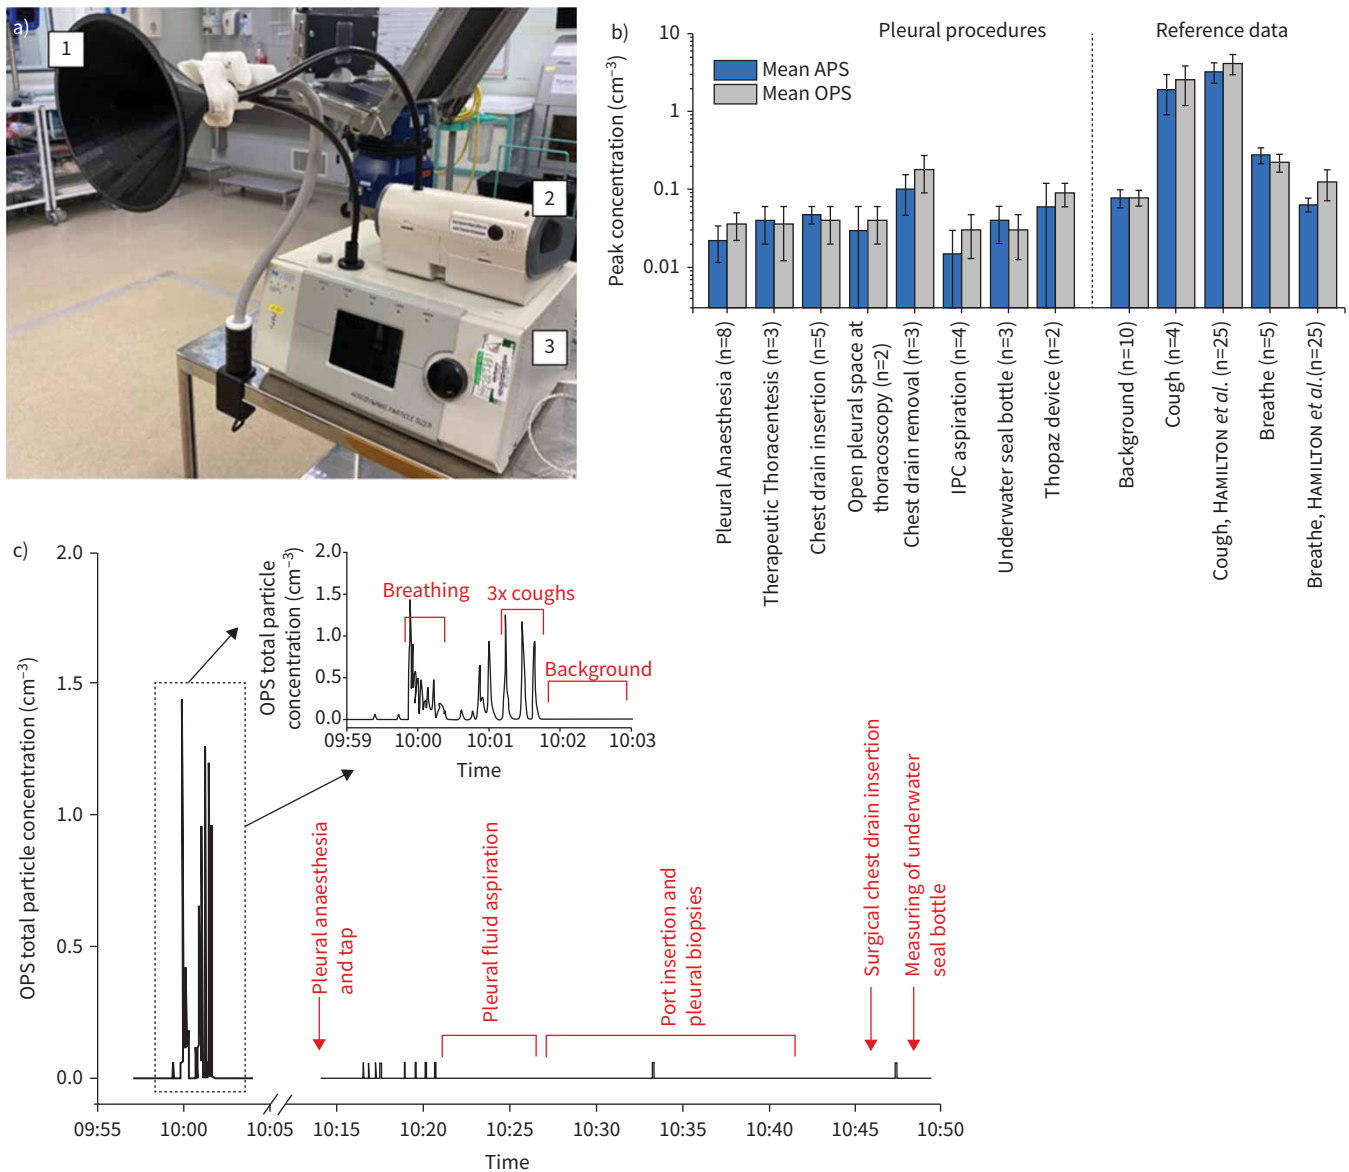 a)
1
2
3
AERODYNAMIC PARTICLE SIZER
b)
Pleural procedures
Reference data
Mean APS
Mean OPS
Peak concentration (cm⁻³)
10
1
0.1
0.01
Pleural Anaesthesia (n=8)
Therapeutic Thoracentesis (n=3)
Chest drain insertion (n=5)
Open pleural space at
thoracoscopy (n=2)
Chest drain removal (n=3)
IPC aspiration (n=4)
Underwater seal bottle (n=3)
Thopaz device (n=2)
Background (n=10)
Cough (n=4)
Cough, HAMILTON et al. (n=25)
Breathe (n=5)
Breathe, HAMILTON et al.(n=25)
c)
OPS total particle concentration (cm⁻³)
2.0
1.5
1.0
0.5
0.0
OPS total particle
concentration (cm⁻³)
2.0
1.5
1.0
0.5
0.0
Breathing
3x coughs
Background
09:59 10:00 10:01 10:02 10:03
Time
Pleural anaesthesia
and tap
Pleural fluid aspiration
Port insertion and
pleural biopsies
Surgical chest drain insertion
Measuring of underwater
seal bottle
09:55 10:00 10:05 10:15 10:20 10:25 10:30 10:35 10:40 10:45 10:50
Time